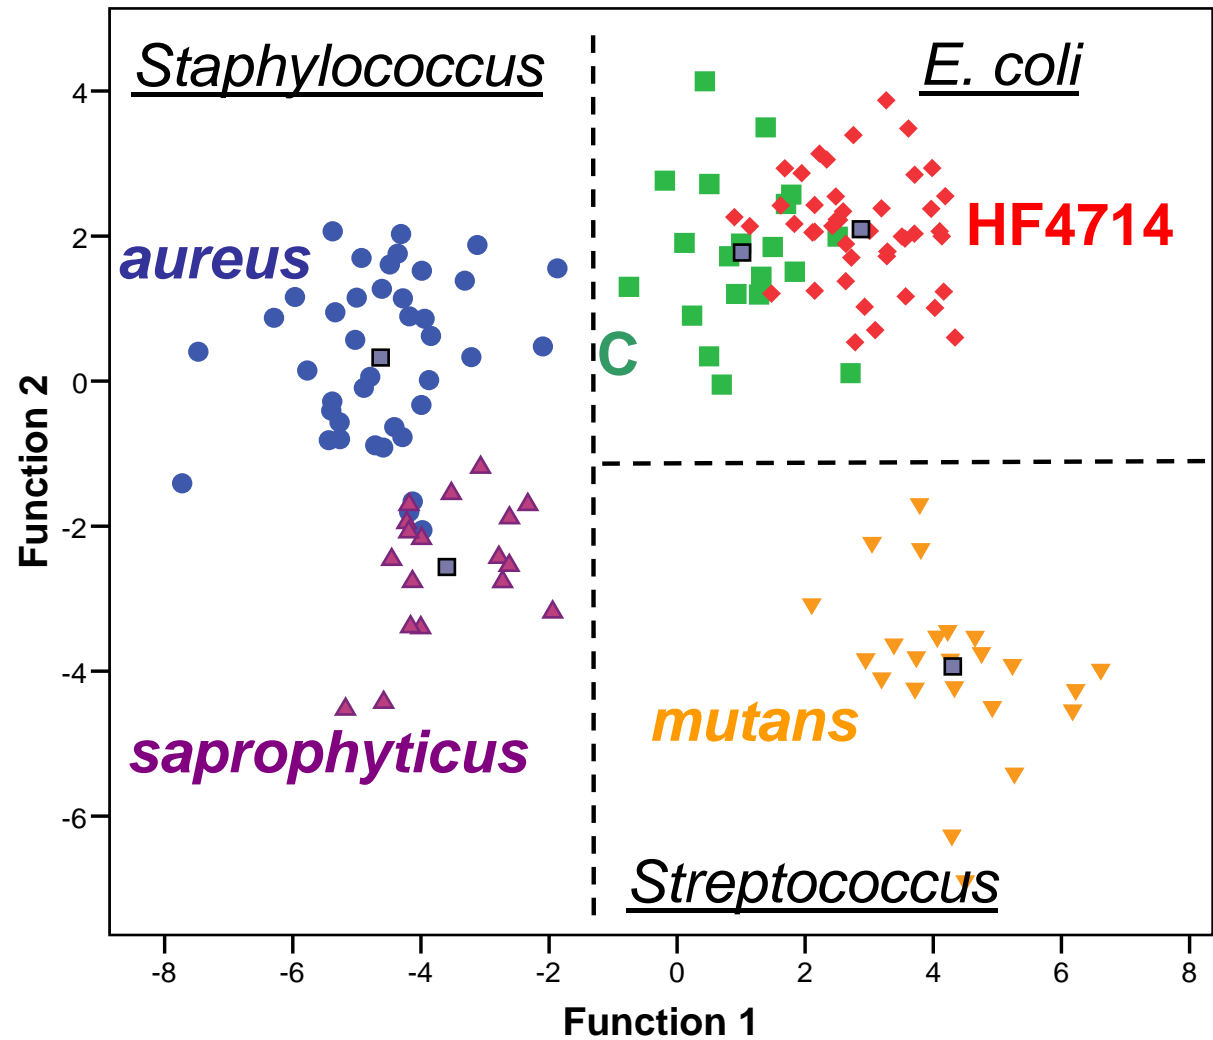 Staphylococcus
E. coli
4
HF4714
2
aureus
C
0
Function 2
-2
-4
mutans
saprophyticus
-6
Streptococcus
-8 -6 -4 -2 0 2 4 6 8
Function 1